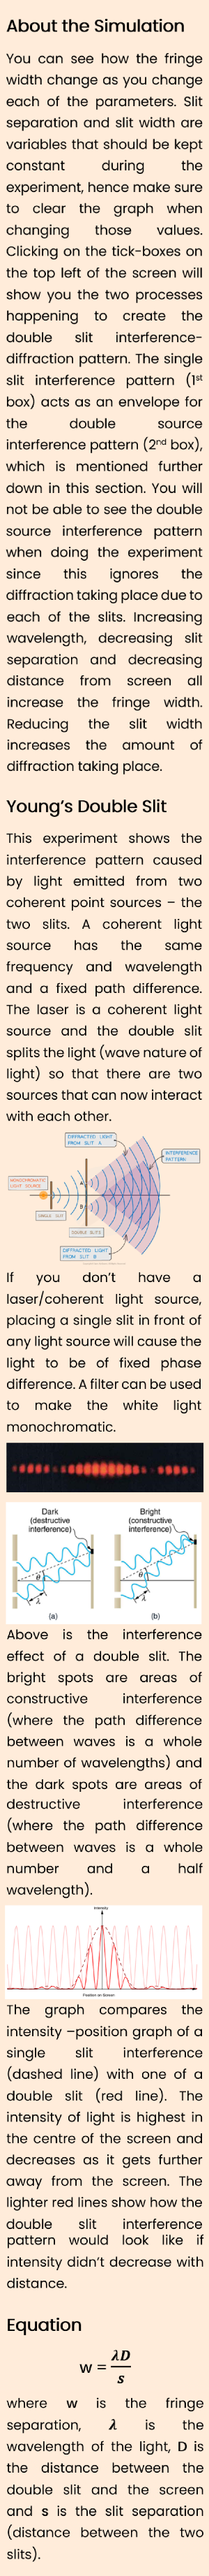 About the Simulation
You can see how the fringe
width change as you change
each of the parameters. Slit
separation and slit width are
variables that should be kept
constant during the
experiment, hence make sure
to clear the graph when
changing those values.
Clicking on the tick-boxes on
the top left of the screen will
show you the two processes
happening to create the
double slit interference-
diffraction pattern. The single
slit interference pattern (1st
box) acts as an envelope for
the double source
interference pattern (2nd box),
which is mentioned further
down in this section. You will
not be able to see the double
source interference pattern
when doing the experiment
since this ignores the
diffraction taking place due to
each of the slits. Increasing
wavelength, decreasing slit
separation and decreasing
distance from screen all
increase the fringe width.
Reducing the slit width
increases the amount of
diffraction taking place.
Young's Double Slit
This experiment shows the
interference pattern caused
by light emitted from two
coherent point sources – the
two slits. A coherent light
source has the same
frequency and wavelength
and a fixed path difference.
The laser is a coherent light
source and the double slit
splits the light (wave nature of
light) so that there are two
sources that can now interact
with each other.
DIFFRACTED LIGHT
FROM SLIT A
INTERFERENCE
PATTERN
MONOCHROMATIC
LIGHT SOURCE
A
B
SINGLE SLIT
DOUBLE SLITS
DIFFRACTED LIGHT
FROM SLIT B
If you don't have a
laser/coherent light source,
placing a single slit in front of
any light source will cause the
light to be of fixed phase
difference. A filter can be used
to make the white light
monochromatic.
Dark
(destructive
interference)
Bright
(constructive
interference)
θ
θ
λ
λ
(a)
(b)
Above is the interference
effect of a double slit. The
bright spots are areas of
constructive interference
(where the path difference
between waves is a whole
number of wavelengths) and
the dark spots are areas of
destructive interference
(where the path difference
between waves is a whole
number and a half
wavelength).
Intensity
Position on Screen
The graph compares the
intensity –position graph of a
single slit interference
(dashed line) with one of a
double slit (red line). The
intensity of light is highest in
the centre of the screen and
decreases as it gets further
away from the screen. The
lighter red lines show how the
double slit interference
pattern would look like if
intensity didn't decrease with
distance.
Equation
w = λD
s
where w is the fringe
separation, λ is the
wavelength of the light, D is
the distance between the
double slit and the screen
and s is the slit separation
(distance between the two
slits).